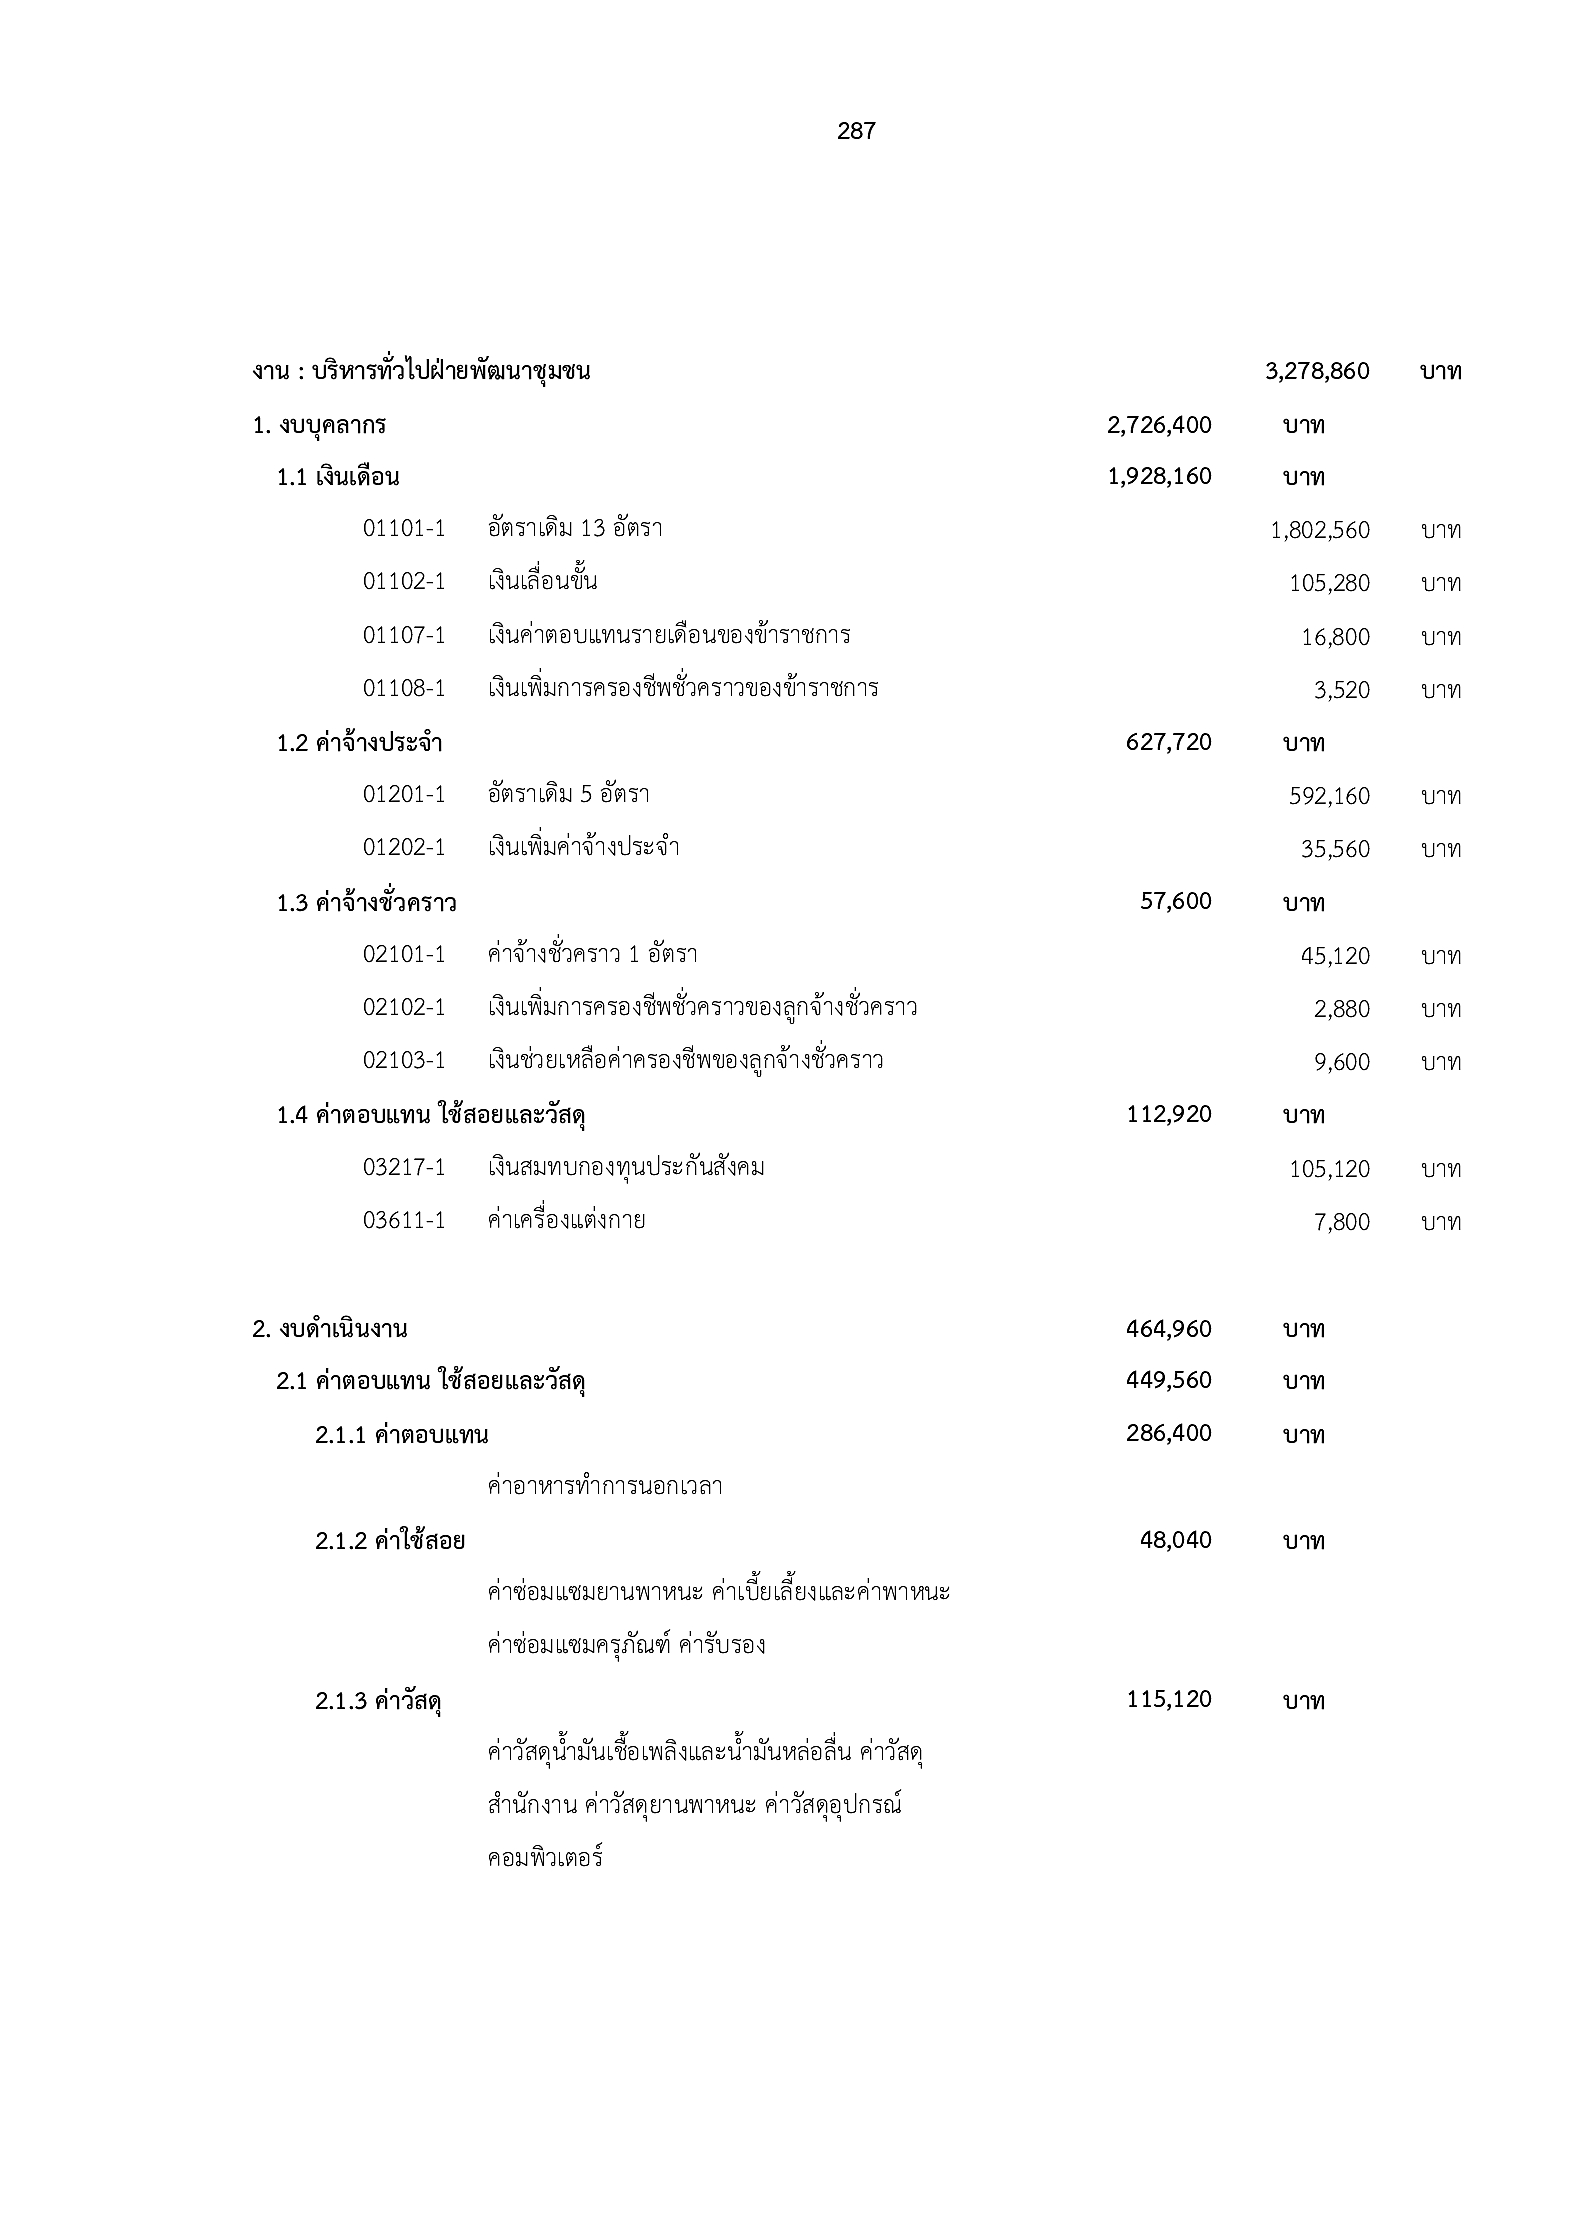 287
งาน : บริหารทั่วไปฝ่ายพัฒนาชุมชน 3,278,860 บาท
1. งบบุคลากร 2,726,400 บาท
1.1 เงินเดือน 1,928,160 บาท
01101-1 อัตราเดิม 13 อัตรา 1,802,560 บาท
01102-1 เงินเลื่อนขั้น 105,280 บาท
01107-1 เงินค่าตอบแทนรายเดือนของข้าราชการ 16,800 บาท
01108-1 เงินเพิ่มการครองชีพชั่วคราวของข้าราชการ 3,520 บาท
1.2 ค่าจ้างประจำ 627,720 บาท
01201-1 อัตราเดิม 5 อัตรา 592,160 บาท
01202-1 เงินเพิ่มค่าจ้างประจำ 35,560 บาท
1.3 ค่าจ้างชั่วคราว 57,600 บาท
02101-1 ค่าจ้างชั่วคราว 1 อัตรา 45,120 บาท
02102-1 เงินเพิ่มการครองชีพชั่วคราวของลูกจ้างชั่วคราว 2,880 บาท
02103-1 เงินช่วยเหลือค่าครองชีพของลูกจ้างชั่วคราว 9,600 บาท
1.4 ค่าตอบแทน ใช้สอยและวัสดุ 112,920 บาท
03217-1 เงินสมทบกองทุนประกันสังคม 105,120 บาท
03611-1 ค่าเครื่องแต่งกาย 7,800 บาท
2. งบดำเนินงาน 464,960 บาท
2.1 ค่าตอบแทน ใช้สอยและวัสดุ 449,560 บาท
2.1.1 ค่าตอบแทน 286,400 บาท
ค่าอาหารทำการนอกเวลา
2.1.2 ค่าใช้สอย 48,040 บาท
ค่าซ่อมแซมยานพาหนะ ค่าเบี้ยเลี้ยงและค่าพาหนะ
ค่าซ่อมแซมครุภัณฑ์ ค่ารับรอง
2.1.3 ค่าวัสดุ 115,120 บาท
ค่าวัสดุน้ำมันเชื้อเพลิงและน้ำมันหล่อลื่น ค่าวัสดุ
สำนักงาน ค่าวัสดุยานพาหนะ ค่าวัสดุอุปกรณ์
คอมพิวเตอร์